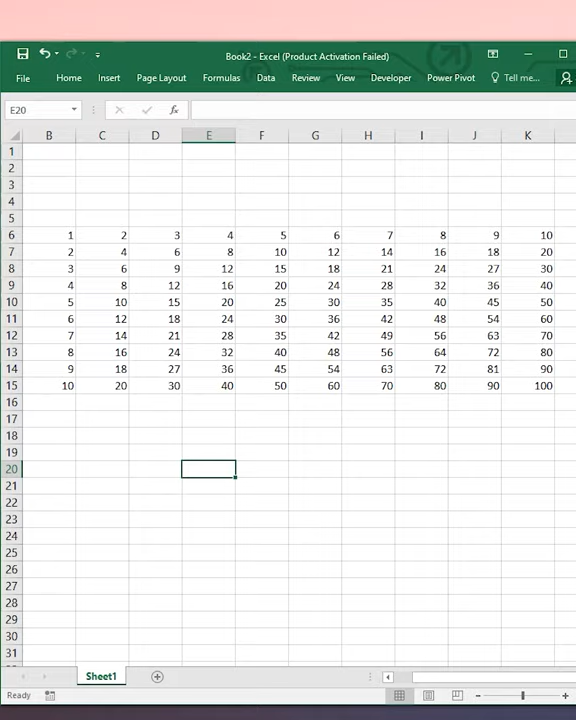 Book2 - Excel (Product Activation Failed)
File Home Insert Page Layout Formulas Data Review View Developer Power Pivot Tell me...
E20 fx
B C D E F G H I J K
1
2
3
4
5
6 1 2 3 4 5 6 7 8 9 10
7 2 4 6 8 10 12 14 16 18 20
8 3 6 9 12 15 18 21 24 27 30
9 4 8 12 16 20 24 28 32 36 40
10 5 10 15 20 25 30 35 40 45 50
11 6 12 18 24 30 36 42 48 54 60
12 7 14 21 28 35 42 49 56 63 70
13 8 16 24 32 40 48 56 64 72 80
14 9 18 27 36 45 54 63 72 81 90
15 10 20 30 40 50 60 70 80 90 100
16
17
18
19
20
21
22
23
24
25
26
27
28
29
30
31
Sheet1
Ready